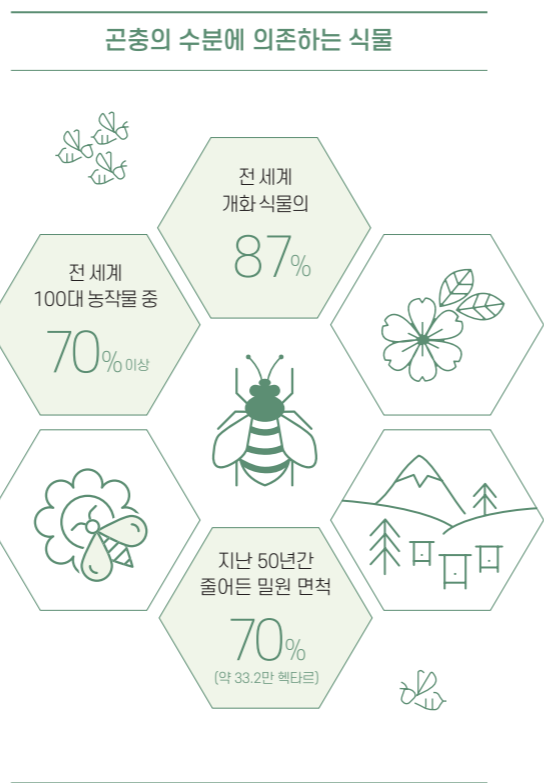 곤충의 수분에 의존하는 식물
전 세계
개화 식물의
87%
전 세계
100대 농작물 중
70% 이상
지난 50년간
줄어든 밀원 면적
70%
(약 33.2만 헥타르)